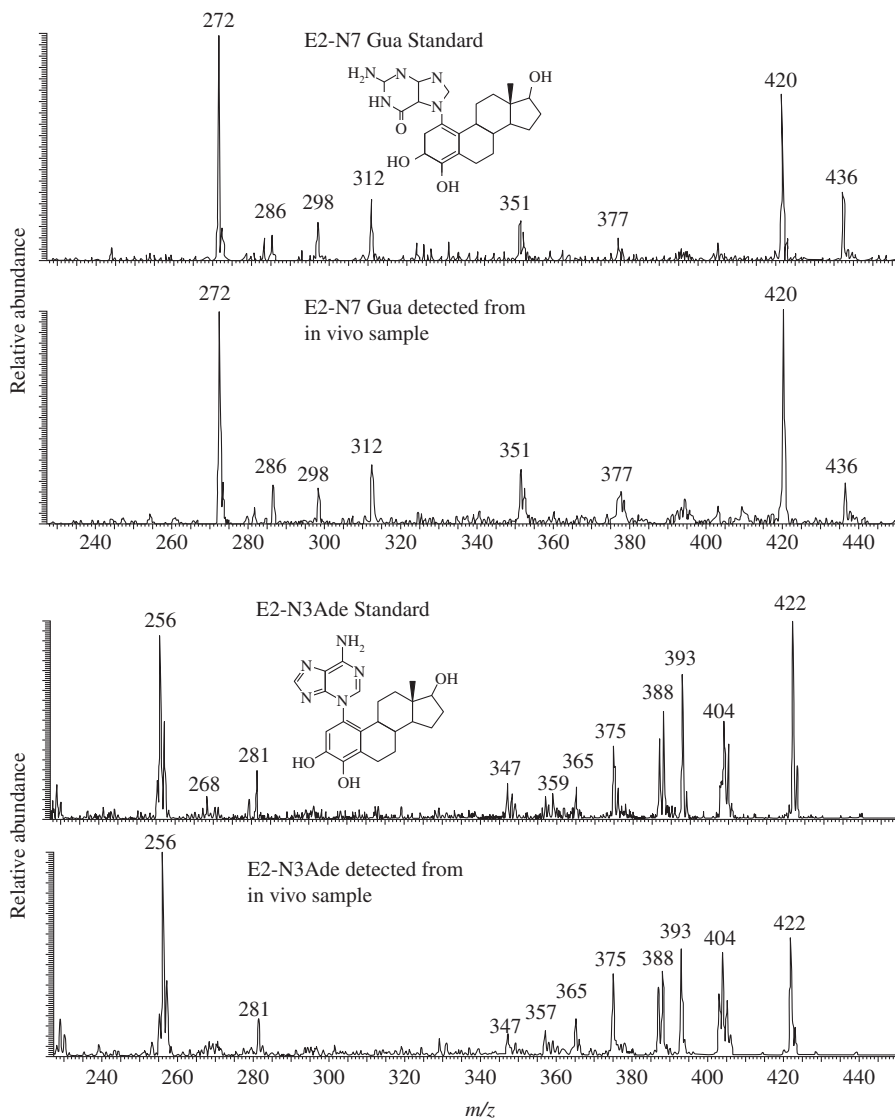 272
E2-N7 Gua Standard
H2N
N
N
NH
N
N
O
OH
HO
OH
286
298
312
351
377
420
436
Relative abundance
272
E2-N7 Gua detected from
in vivo sample
286
298
312
351
377
420
436
240 260 280 300 320 340 360 380 400 420 440
256
E2-N3Ade Standard
NH2
N
N
N
N
OH
HO
OH
268
281
347
359
365
375
388
393
404
422
Relative abundance
256
E2-N3Ade detected from
in vivo sample
281
347
357
365
375
388
393
404
422
240 260 280 300 320 340 360 380 400 420 440
m/z